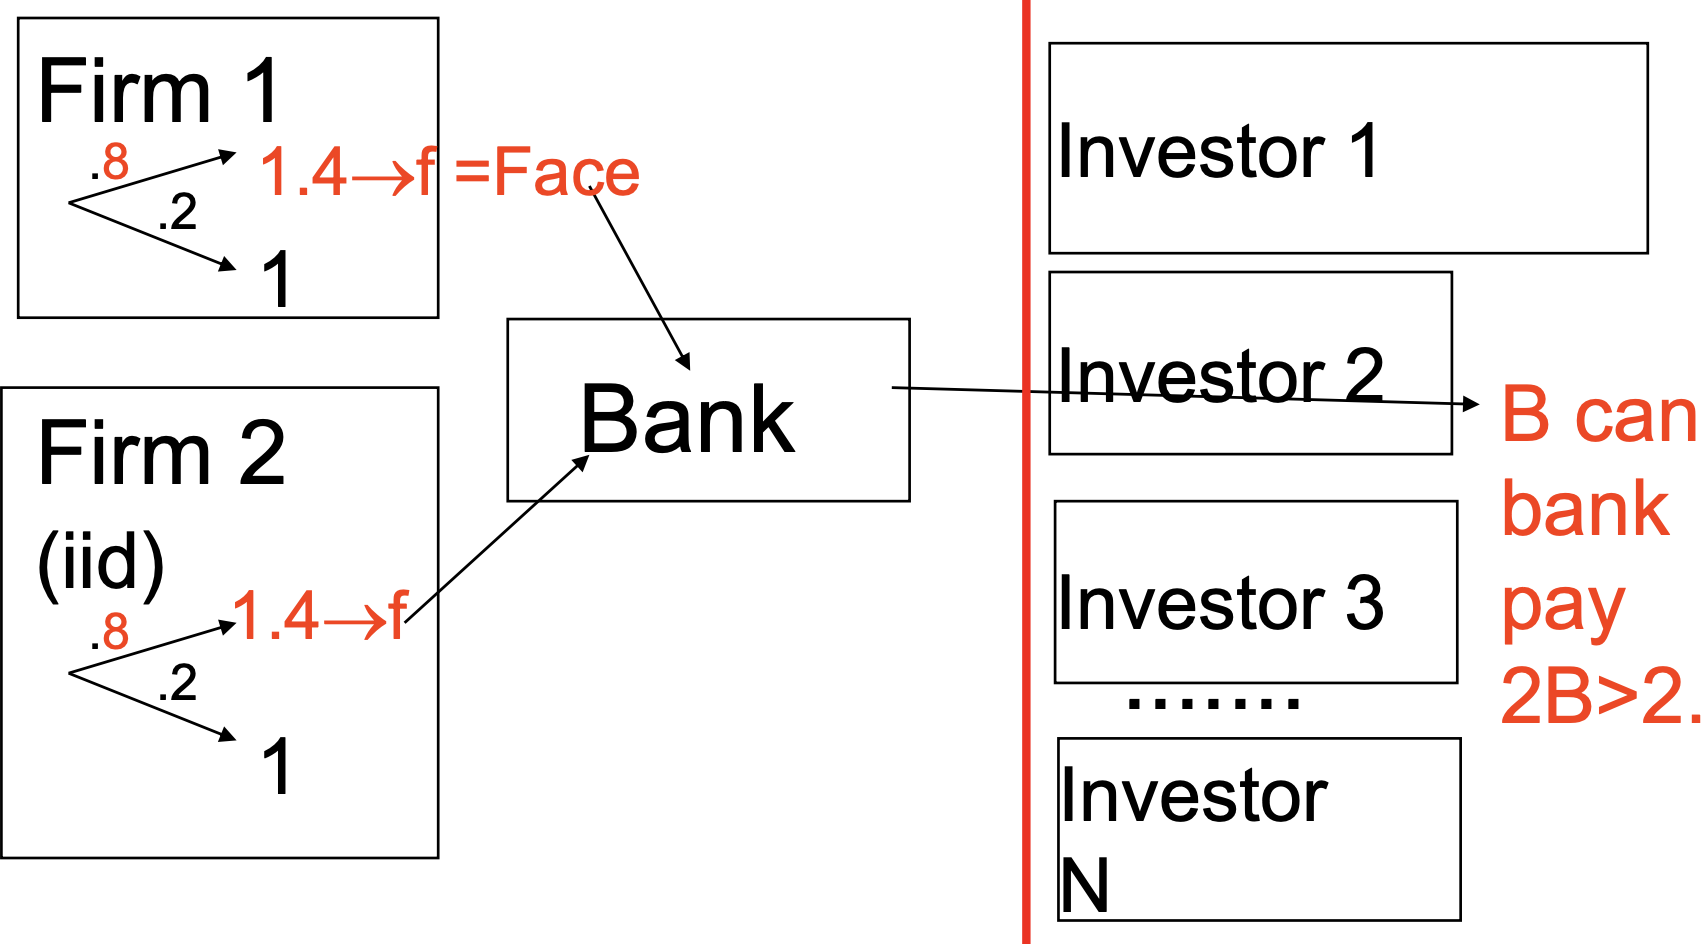 Firm 1
.8
1.4→f =Face
.2
1
Firm 2
(iid)
.8
1.4→f
.2
1
Bank
Investor 1
Investor 2
Investor 3
.......
Investor
N
B can
bank
pay
2B>2.